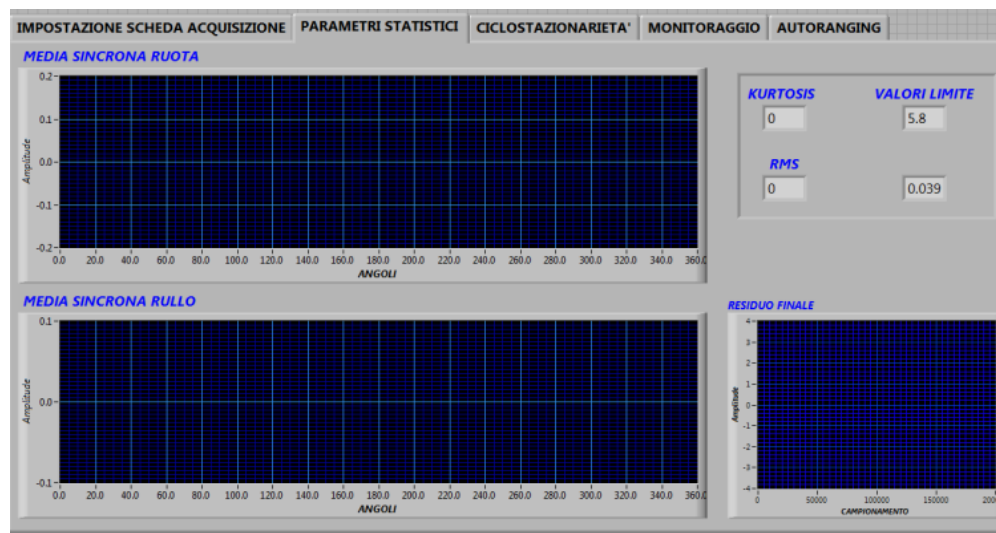 IMPOSTAZIONE SCHEDA ACQUISIZIONE PARAMETRI STATISTICI CICLOSTAZIONARIETA' MONITORAGGIO AUTORANGING
MEDIA SINCRONA RUOTA
0.2
0.1
0.0
-0.1
-0.2
Amplitude
0.0 20.0 40.0 60.0 80.0 100.0 120.0 140.0 160.0 180.0 200.0 220.0 240.0 260.0 280.0 300.0 320.0 340.0 360.0
ANGOLI
KURTOSIS VALORI LIMITE
0 5.8
RMS
0 0.039
MEDIA SINCRONA RULLO
0.1
0.0
-0.1
Amplitude
0.0 20.0 40.0 60.0 80.0 100.0 120.0 140.0 160.0 180.0 200.0 220.0 240.0 260.0 280.0 300.0 320.0 340.0 360.0
ANGOLI
RESIDUO FINALE
4
3
2
1
0
-1
-2
-3
-4
Amplitude
0 50000 100000 150000 200
CAMPIONAMENTO